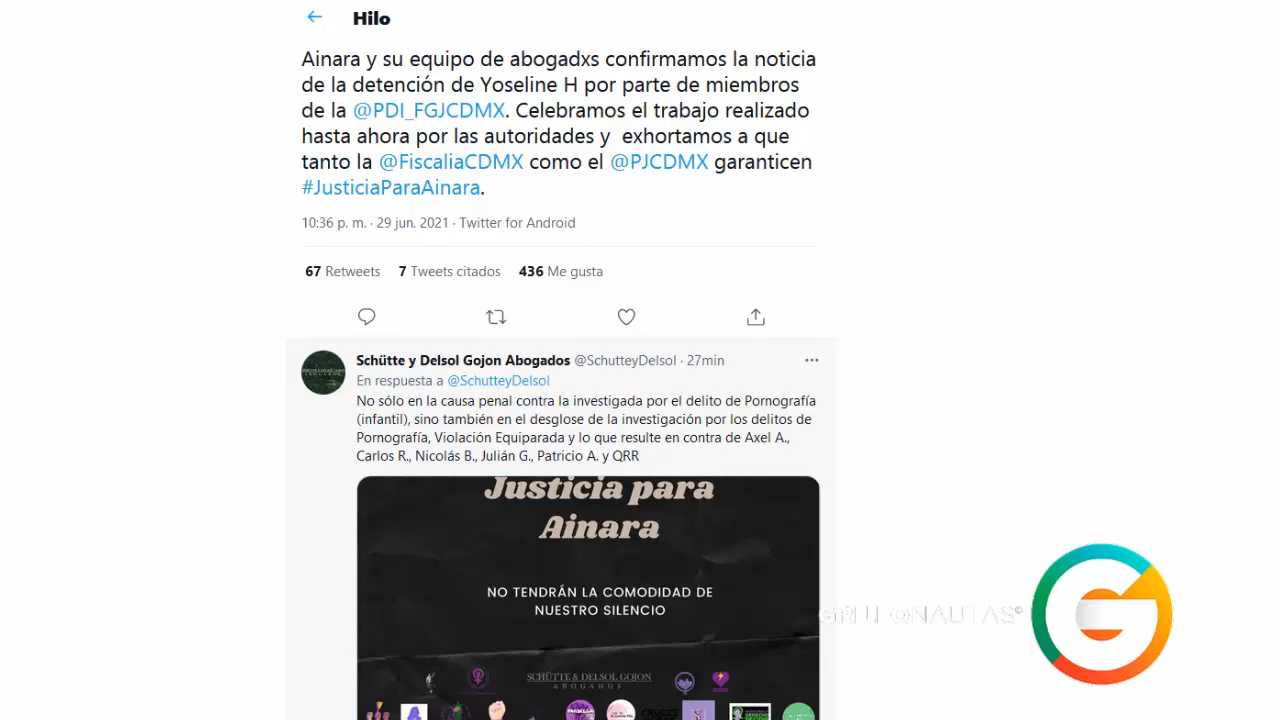 Hilo
Ainara y su equipo de abogadxs confirmamos la noticia
de la detención de Yoseline H por parte de miembros
de la @PDI_FGJCDMX. Celebramos el trabajo realizado
hasta ahora por las autoridades y  exhortamos a que
tanto la @FiscaliaCDMX como el @PJCDMX garanticen
#JusticiaParaAinara.
10:36 p. m. · 29 jun. 2021 · Twitter for Android
67 Retweets 7 Tweets citados 436 Me gusta
Schütte y Delsol Gojon Abogados @SchutteyDelsol · 27min
En respuesta a @SchutteyDelsol
No sólo en la causa penal contra la investigada por el delito de Pornografía
(infantil), sino también en el desglose de la investigación por los delitos de
Pornografía, Violación Equiparada y lo que resulte en contra de Axel A.,
Carlos R., Nicolás B., Julián G., Patricio A. y QRR
Justicia para
Ainara
NO TENDRÁN LA COMODIDAD DE
NUESTRO SILENCIO
SCHÜTTE & DELSOL GOJON
ABOGADOS